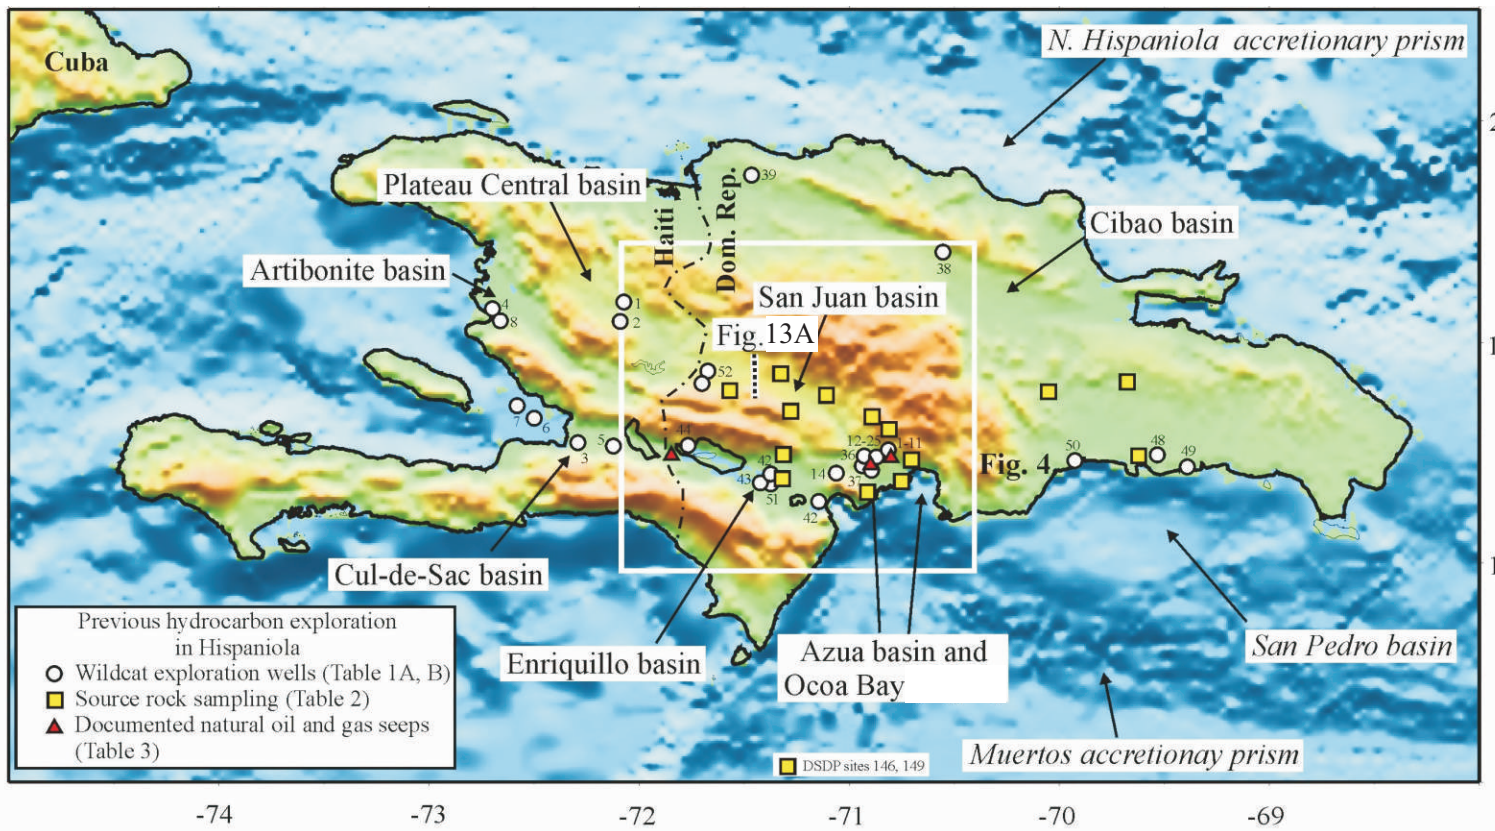 Cuba
N. Hispaniola accretionary prism
2
39
Plateau Central basin
Haiti
Dom. Rep.
Cibao basin
38
Artibonite basin
San Juan basin
4
8
1
2
Fig. 13A
1
52
7
6
3
5
44
42
43
51
14
42
12-25
1-11
36
37
Fig. 4
50
48
49
1
Cul-de-Sac basin
Enriquillo basin
Azua basin and
Ocoa Bay
San Pedro basin
Muertos accretionay prism
Previous hydrocarbon exploration
in Hispaniola
Wildcat exploration wells (Table 1A, B)
Source rock sampling (Table 2)
Documented natural oil and gas seeps
(Table 3)
DSDP sites 146, 149
-74
-73
-72
-71
-70
-69